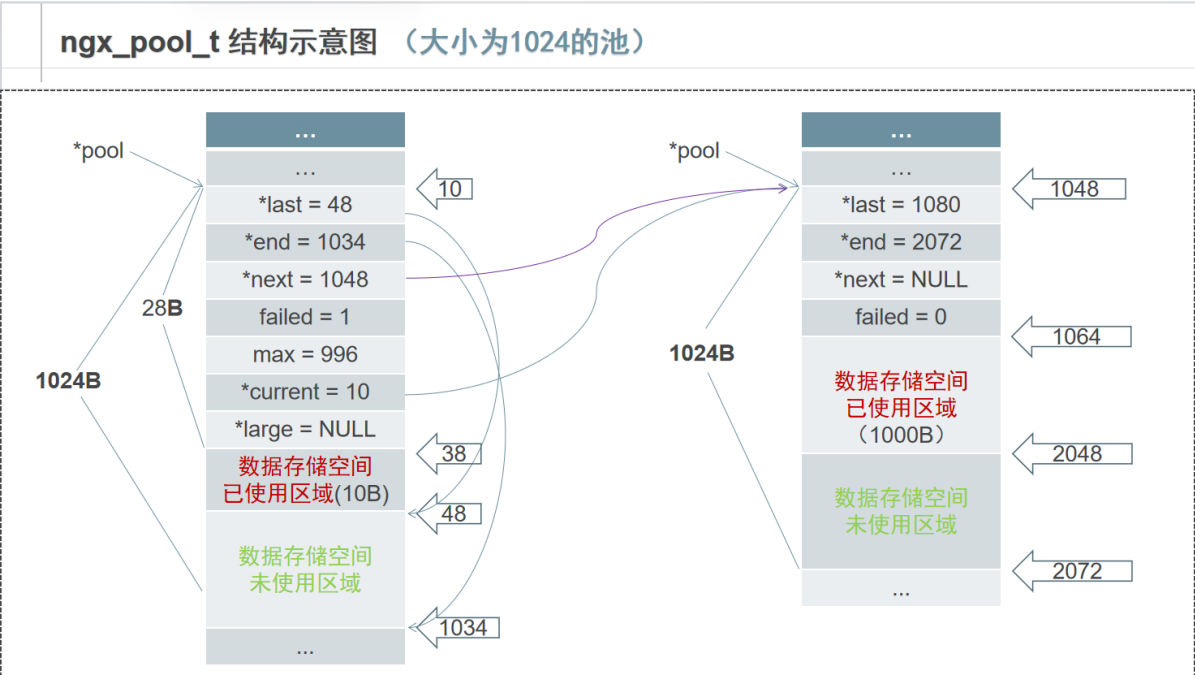 ngx_pool_t 结构示意图 （大小为1024的池）
*pool
...
...
*last = 48
*end = 1034
*next = 1048
failed = 1
max = 996
*current = 10
*large = NULL
数据存储空间
已使用区域(10B)
数据存储空间
未使用区域
...
28B
1024B
10
38
48
1034
*pool
...
...
*last = 1080
*end = 2072
*next = NULL
failed = 0
数据存储空间
已使用区域
（1000B）
数据存储空间
未使用区域
...
1024B
1048
1064
2048
2072